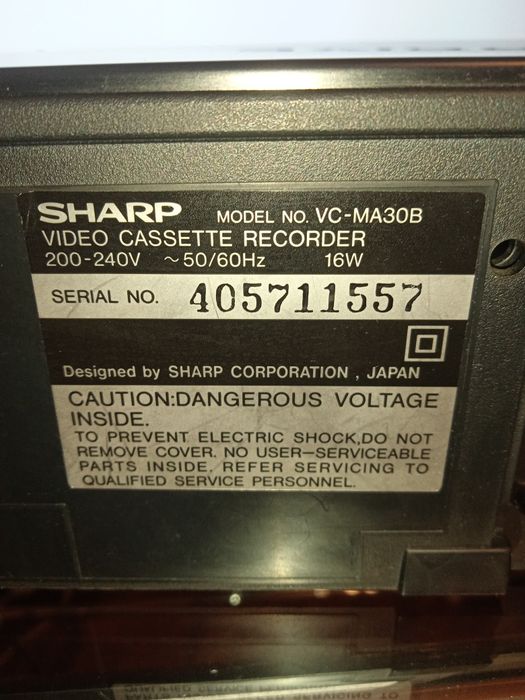 SHARP MODEL NO. VC-MA30B
VIDEO CASSETTE RECORDER
200-240V ~50/60Hz 16W
SERIAL NO. 405711557
Designed by SHARP CORPORATION , JAPAN
CAUTION:DANGEROUS VOLTAGE
INSIDE.
TO PREVENT ELECTRIC SHOCK,DO NOT
REMOVE COVER. NO USER-SERVICEABLE
PARTS INSIDE. REFER SERVICING TO
QUALIFIED SERVICE PERSONNEL.